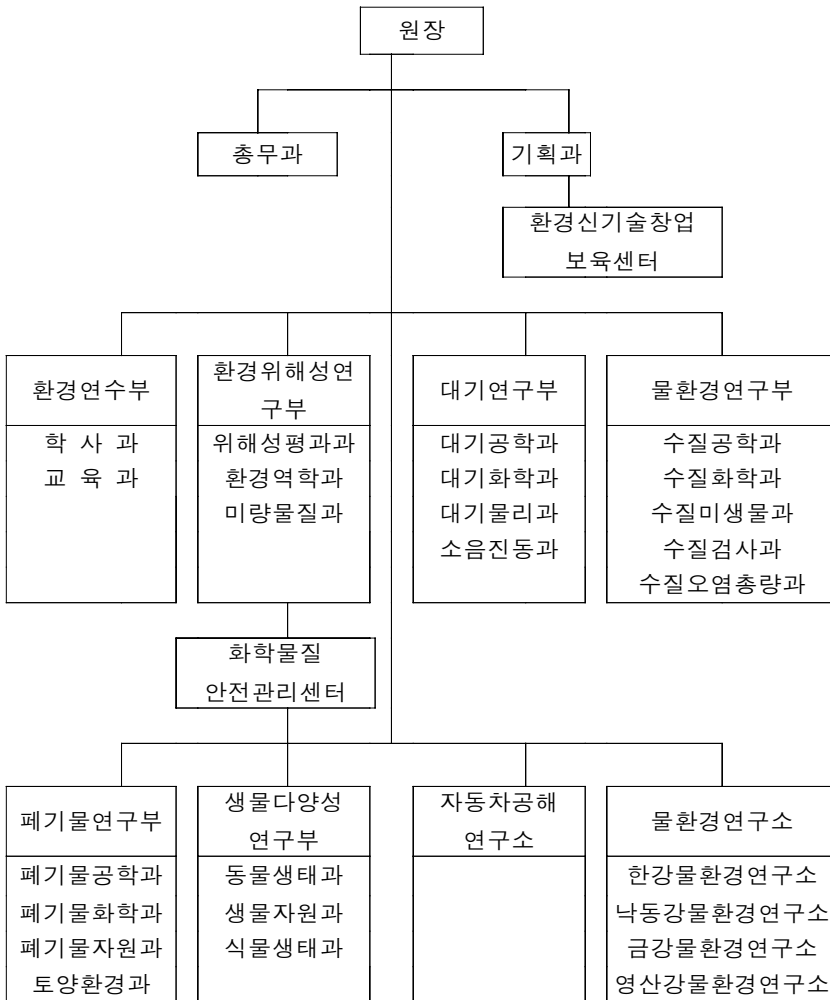 원장
총무과
기획과
환경신기술창업
보육센터
환경연수부
학 사 과
교 육 과
환경위해성연
구부
위해성평과과
환경역학과
미량물질과
대기연구부
대기공학과
대기화학과
대기물리과
소음진동과
물환경연구부
수질공학과
수질화학과
수질미생물과
수질검사과
수질오염총량과
화학물질
안전관리센터
폐기물연구부
폐기물공학과
폐기물화학과
폐기물자원과
토양환경과
생물다양성
연구부
동물생태과
생물자원과
식물생태과
자동차공해
연구소
물환경연구소
한강물환경연구소
낙동강물환경연구소
금강물환경연구소
영산강물환경연구소